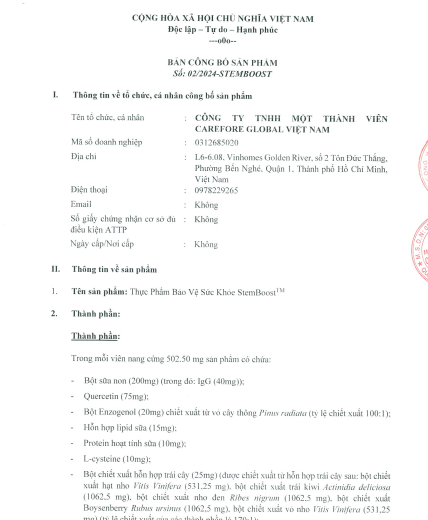 CỘNG HÒA XÃ HỘI CHỦ NGHĨA VIỆT NAM
Độc lập – Tự do – Hạnh phúc
---o0o--
BẢN CÔNG BỐ SẢN PHẨM
Số: 02/2024-STEMBOOST
I. Thông tin về tổ chức, cá nhân công bố sản phẩm
Tên tổ chức, cá nhân : CÔNG TY TNHH MỘT THÀNH VIÊN
CAREFORE GLOBAL VIỆT NAM
Mã số doanh nghiệp : 0312685020
Địa chỉ : L6-6.08, Vinhomes Golden River, số 2 Tôn Đức Thắng,
Phường Bến Nghé, Quận 1, Thành phố Hồ Chí Minh,
Việt Nam
Điện thoại : 0978229265
Email : Không
Số giấy chứng nhận cơ sở đủ : Không
điều kiện ATTP
Ngày cấp/Nơi cấp : Không
II. Thông tin về sản phẩm
1. Tên sản phẩm: Thực Phẩm Bảo Vệ Sức Khỏe StemBoost™
2. Thành phần:
Thành phần:
Trong mỗi viên nang cứng 502.50 mg sản phẩm có chứa:
- Bột sữa non (200mg) (trong đó: IgG (40mg));
- Quercetin (75mg);
- Bột Enzogenol (20mg) chiết xuất từ vỏ cây thông Pinus radiata (tỷ lệ chiết xuất 100:1);
- Hỗn hợp lipid sữa (15mg);
- Protein hoạt tính sữa (10mg);
- L-cysteine (10mg);
- Bột chiết xuất hỗn hợp trái cây (25mg) (được chiết xuất từ hỗn hợp trái cây sau: bột chiết
xuất hạt nho Vitis Vinifera (531,25 mg), bột chiết xuất trái kiwi Actinidia deliciosa
(1062,5 mg), bột chiết xuất nho đen Ribes nigrum (1062,5 mg), bột chiết xuất
Boysenberry Rubus ursinus (1062,5 mg), bột chiết xuất vỏ nho Vitis Vinifera (531,25
mg) (tỷ lệ chiết xuất của các thành phần là 170:1);